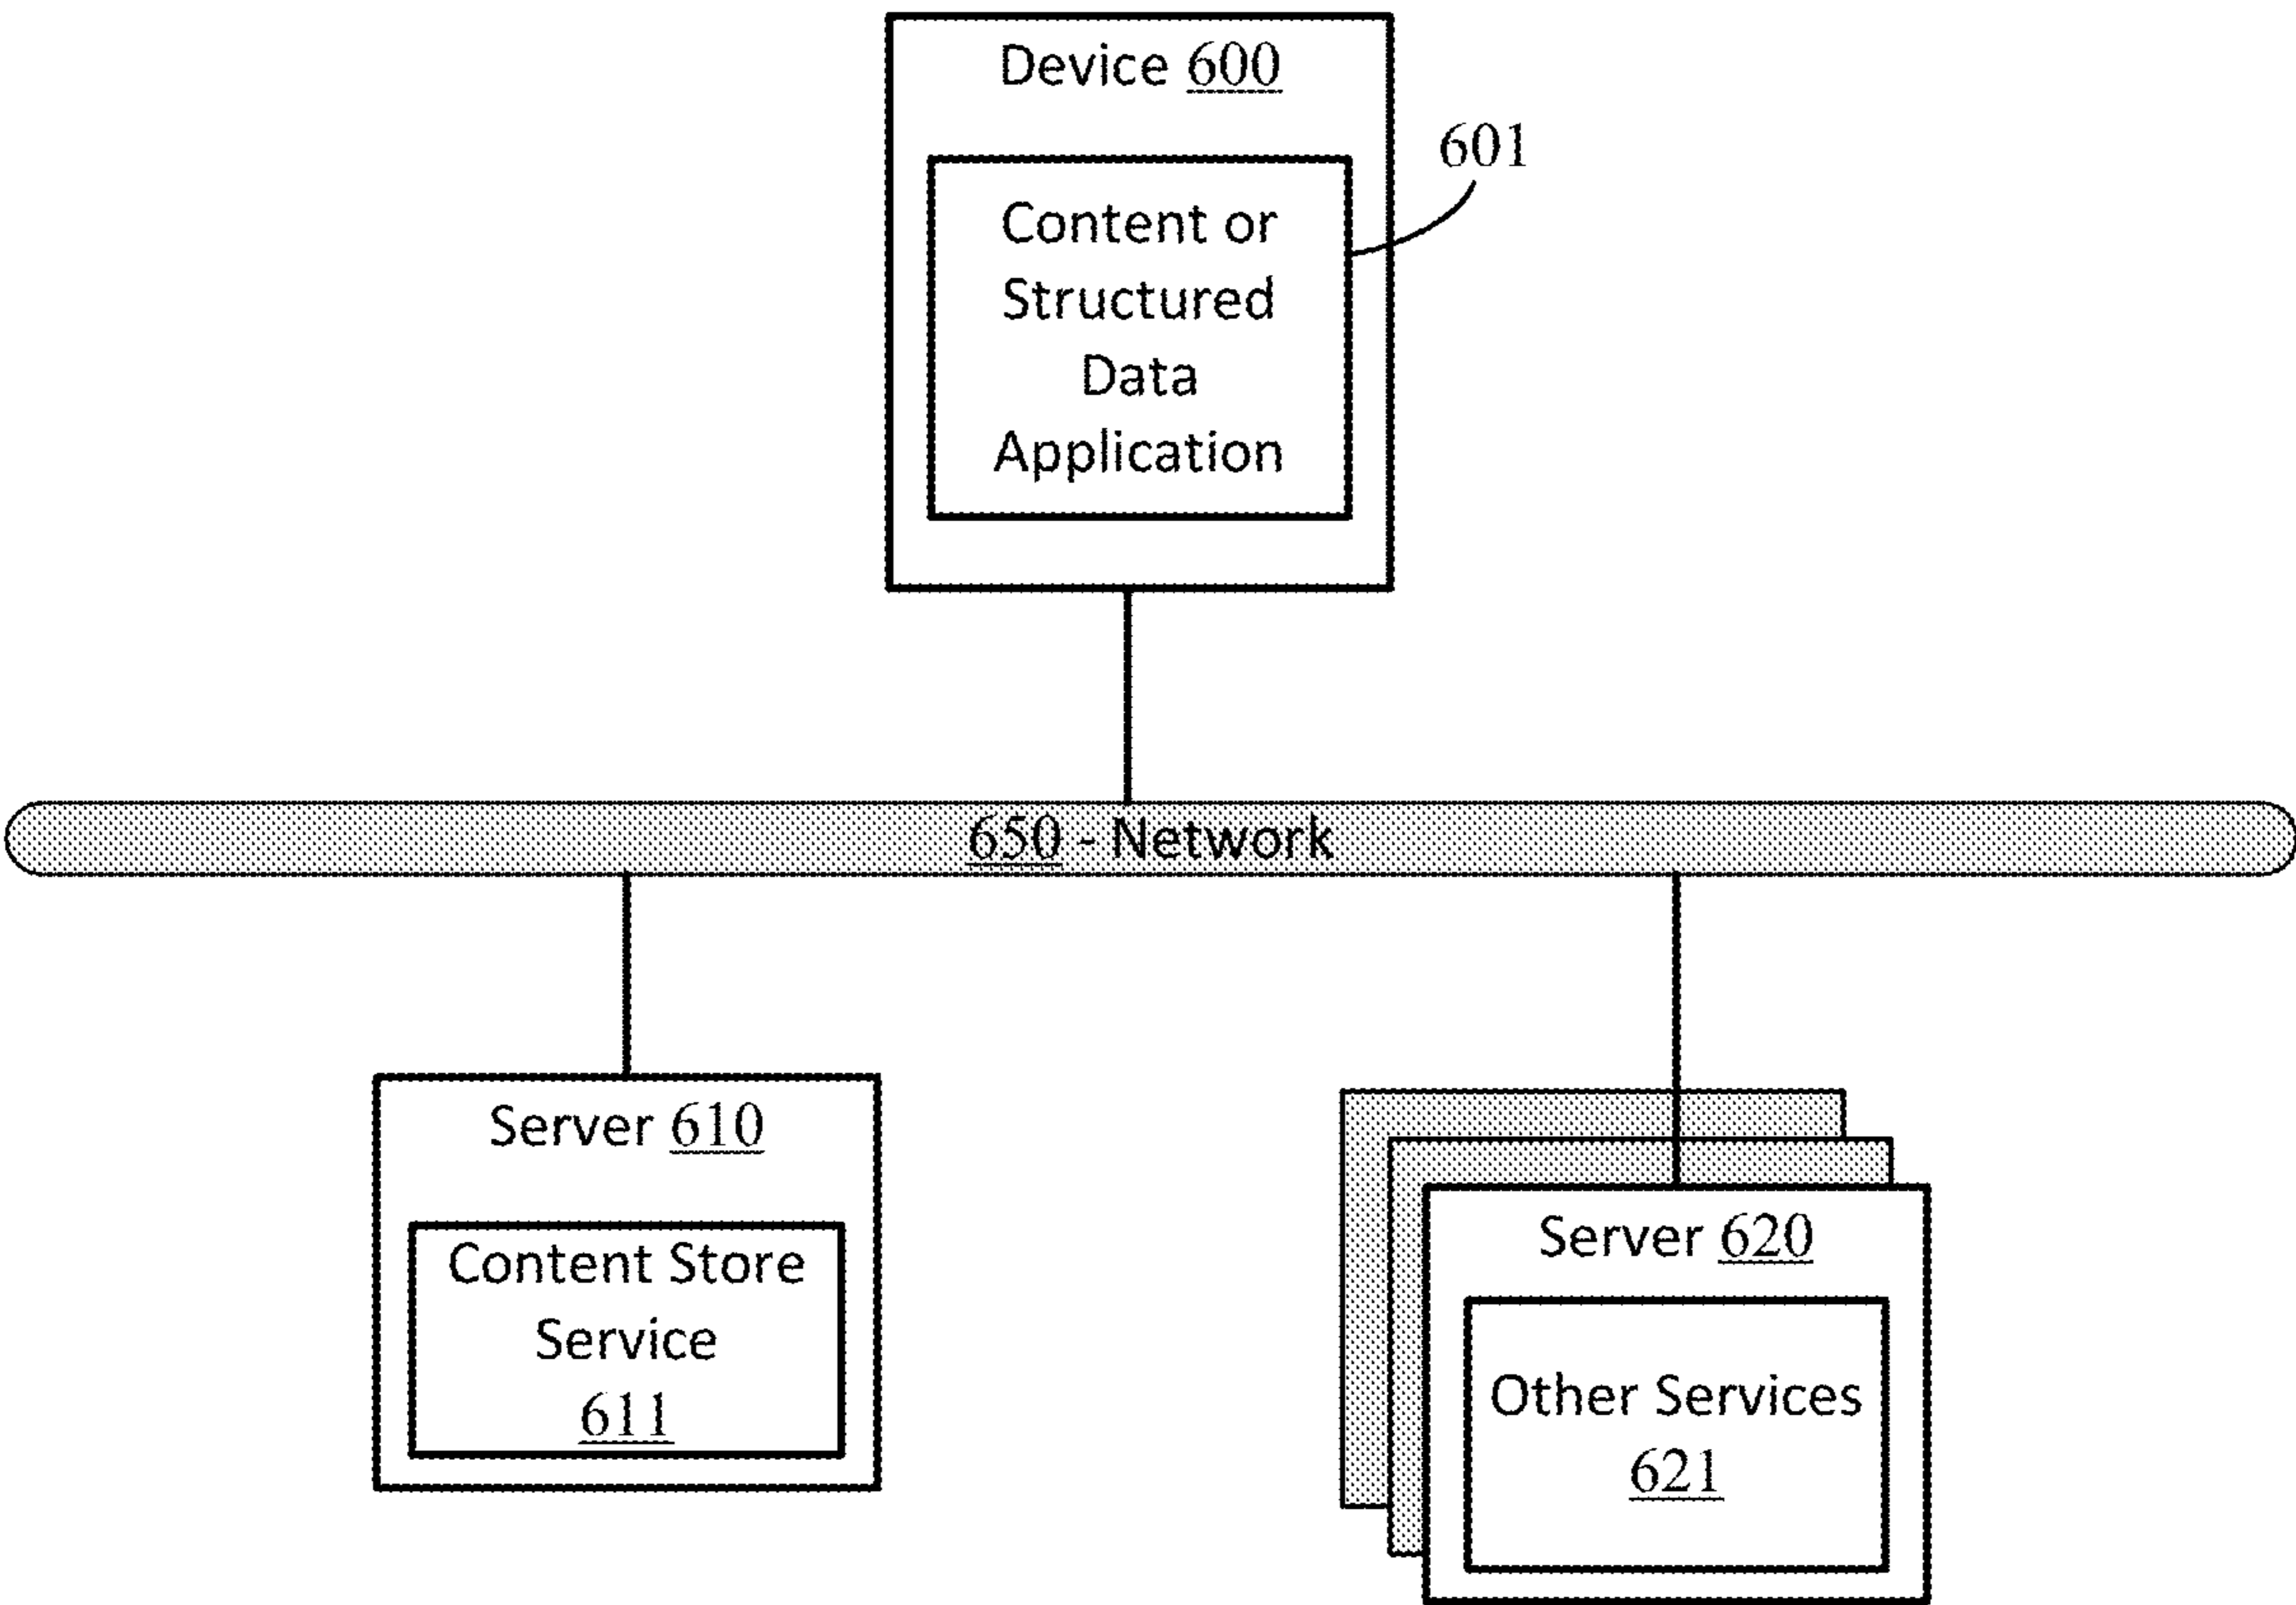 Device 600
601
Content or
Structured
Data
Application
650 - Network
Server 610
Content Store
Service
611
Server 620
Other Services
621